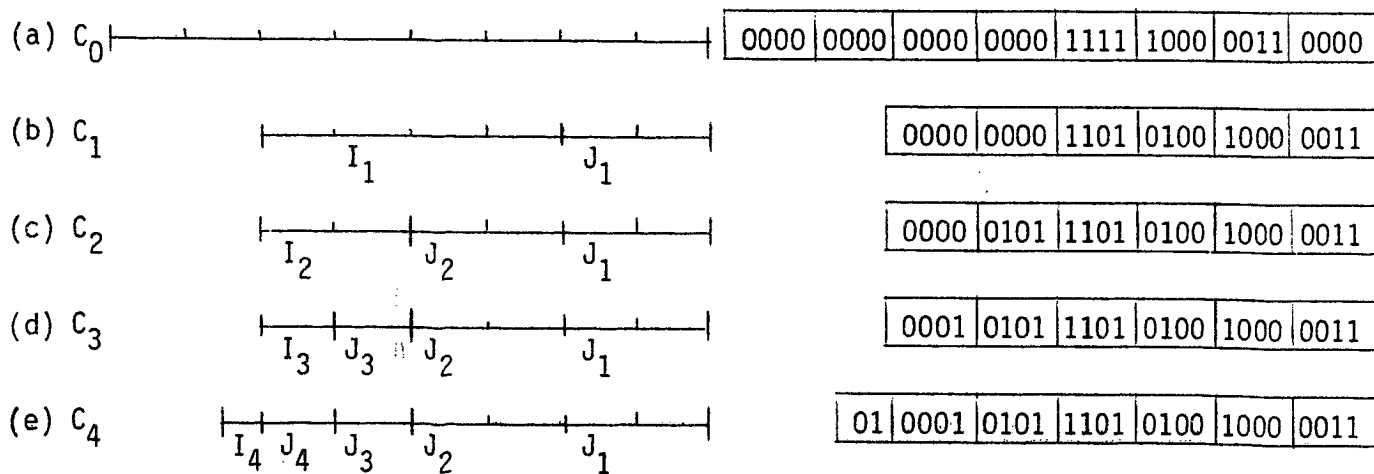 (a) C0 0000 0000 0000 0000 1111 1000 0011 0000
(b) C1 0000 0000 1101 0100 1000 0011
I1 J1
(c) C2 0000 0101 1101 0100 1000 0011
I2 J2 J1
(d) C3 0001 0101 1101 0100 1000 0011
I3 J3 J2 J1
(e) C4 01 0001 0101 1101 0100 1000 0011
I4 J4 J3 J2 J1